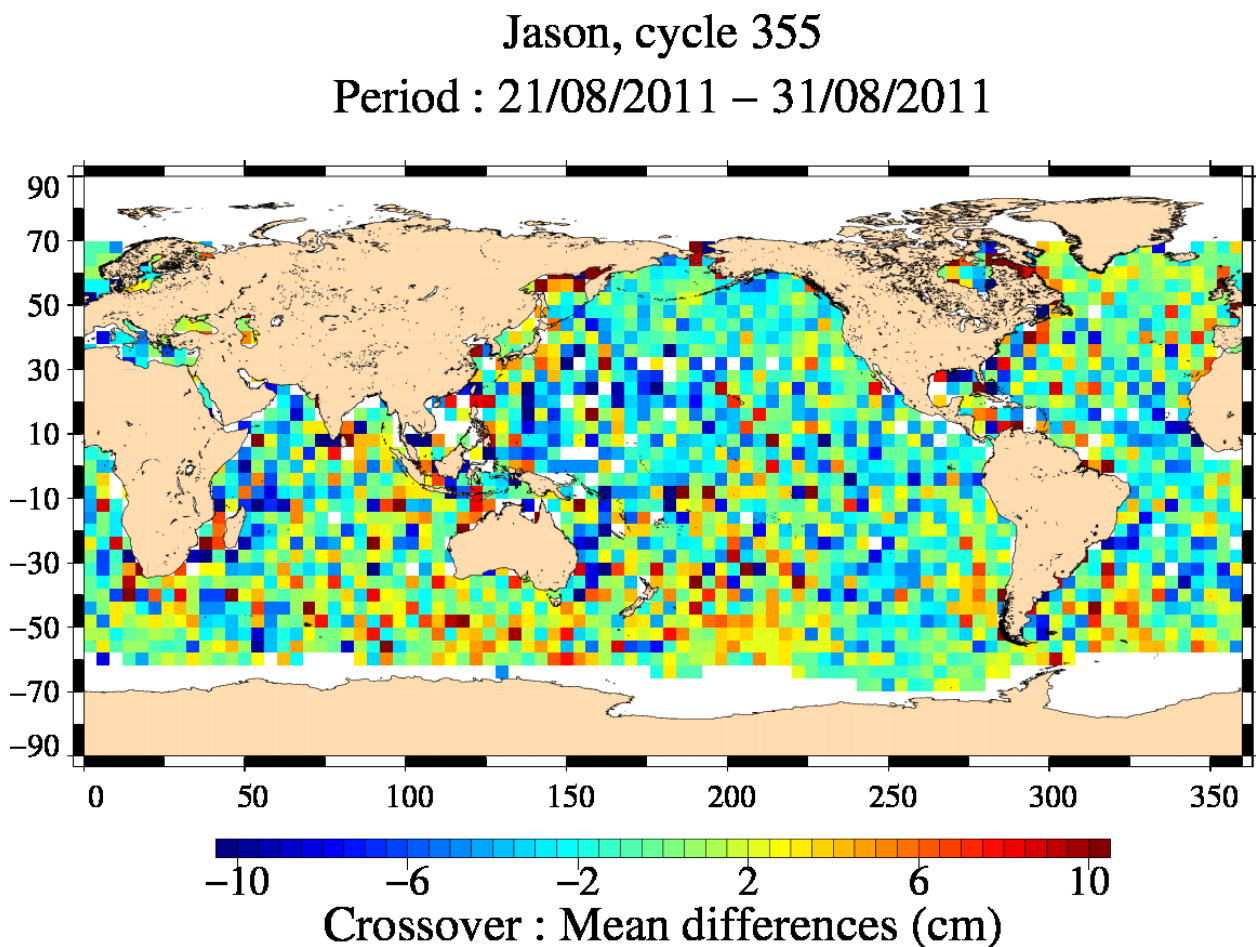 Jason, cycle 355
Period : 21/08/2011 – 31/08/2011
90
70
50
30
10
−10
−30
−50
−70
−90
0 50 100 150 200 250 300 350
−10 −6 −2 2 6 10
Crossover : Mean differences (cm)